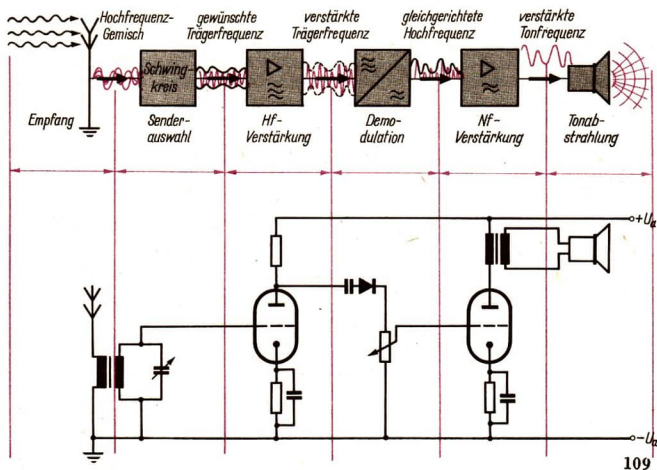 Hochfrequenz-
Gemisch
gewünschte
Trägerfrequenz
verstärkte
Trägerfrequenz
gleichgerichtete
Hochfrequenz
verstärkte
Tonfrequenz
Schwing-
kreis
Empfang
Sender-
auswahl
Hf-
Verstärkung
Demo-
dulation
Nf-
Verstärkung
Tonab-
strahlung
+Ua
-Ua
109